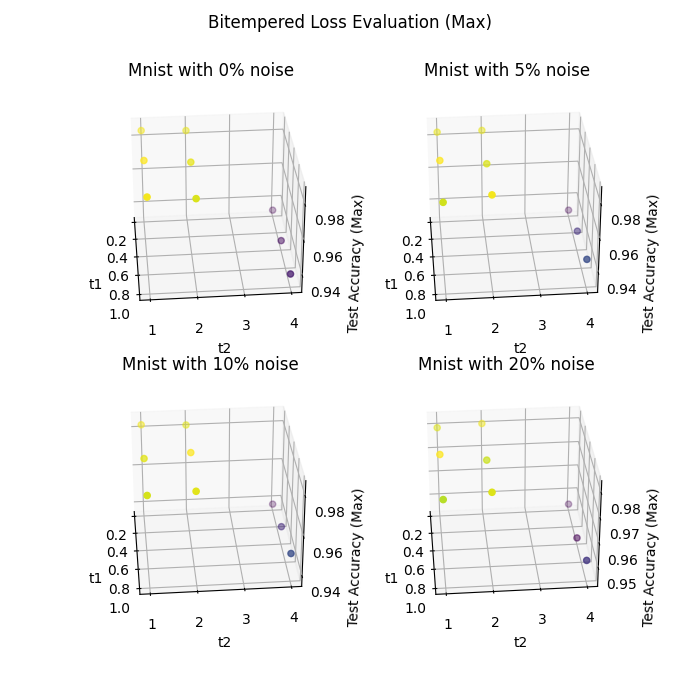 Bitempered Loss Evaluation (Max)
Mnist with 0% noise
0.2
0.4
0.6
0.8
1.0
t1
1
2
3
4
t2
0.98
0.96
0.94
Test Accuracy (Max)
Mnist with 5% noise
0.2
0.4
0.6
0.8
1.0
t1
1
2
3
4
t2
0.98
0.96
0.94
Test Accuracy (Max)
Mnist with 10% noise
0.2
0.4
0.6
0.8
1.0
t1
1
2
3
4
t2
0.98
0.96
0.94
Test Accuracy (Max)
Mnist with 20% noise
0.2
0.4
0.6
0.8
1.0
t1
1
2
3
4
t2
0.98
0.97
0.96
0.95
Test Accuracy (Max)